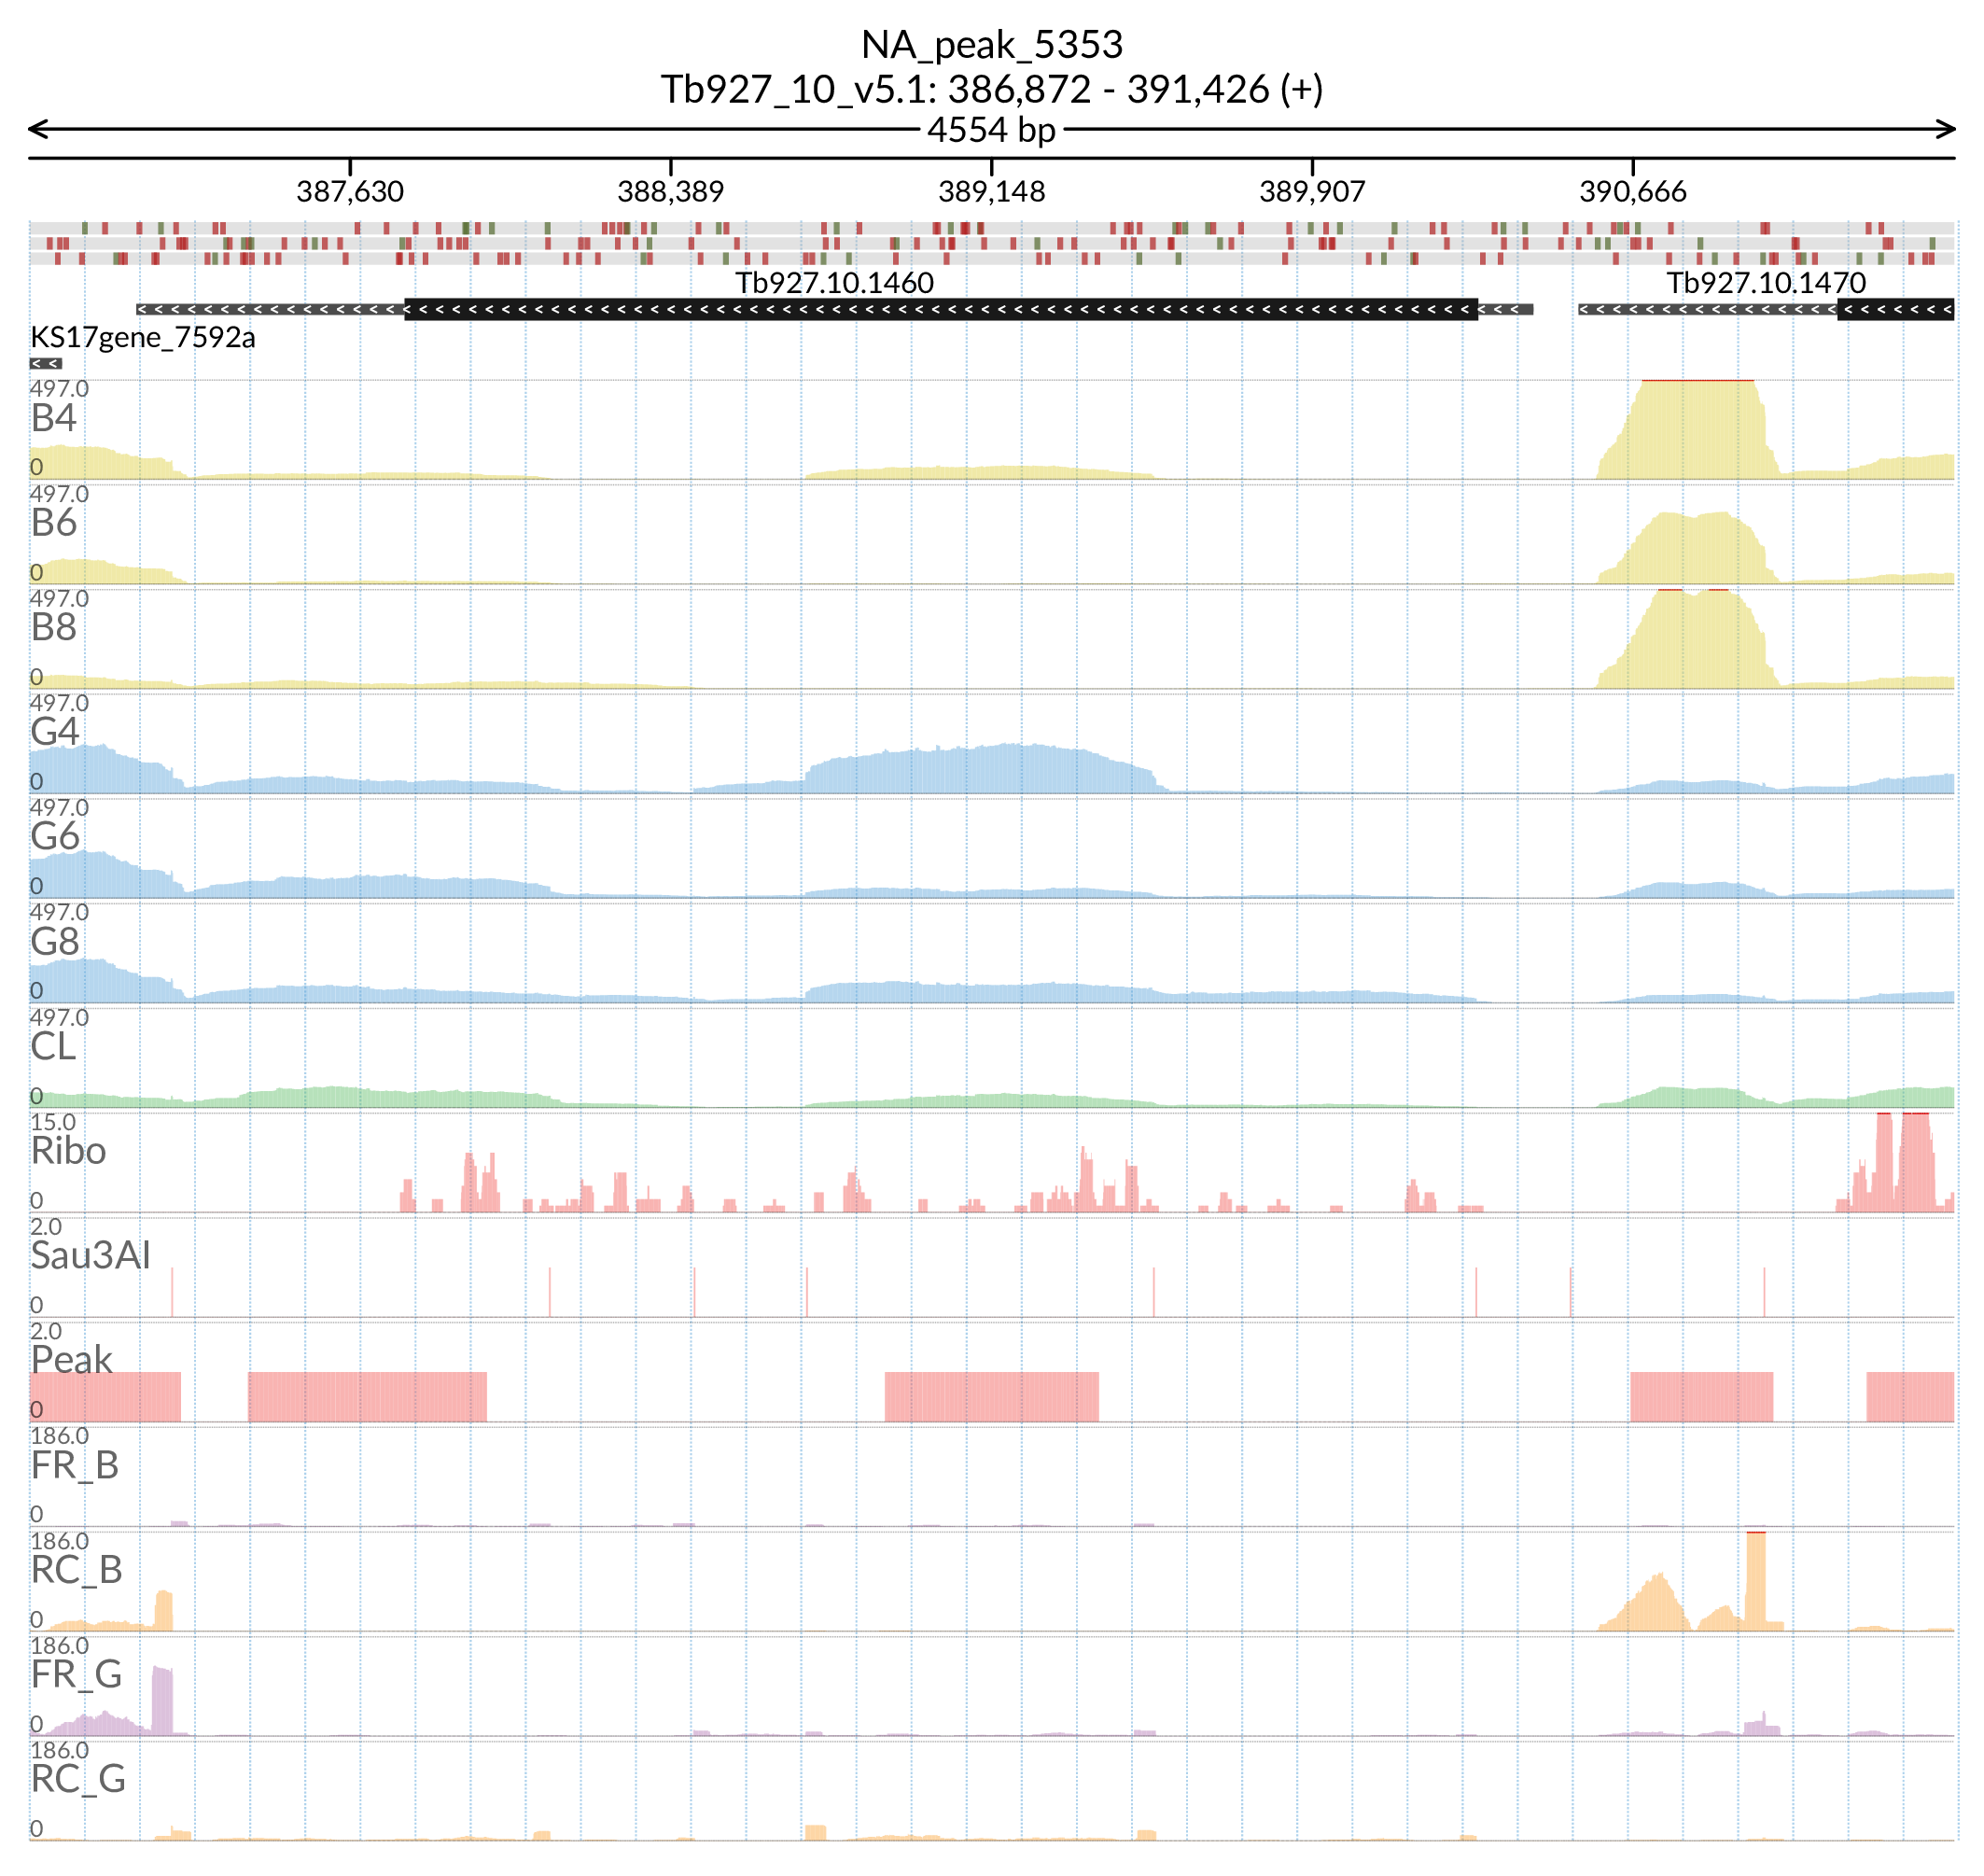 NA_peak_5353
Tb927_10_v5.1: 386,872 - 391,426 (+)
4554 bp
387,630 388,389 389,148 389,907 390,666
Tb927.10.1460 Tb927.10.1470
KS17gene_7592a
497.0
B4
0
497.0
B6
0
497.0
B8
0
497.0
G4
0
497.0
G6
0
497.0
G8
0
497.0
CL
0
15.0
Ribo
0
2.0
Sau3AI
0
2.0
Peak
0
186.0
FR_B
0
186.0
RC_B
0
186.0
FR_G
0
186.0
RC_G
0